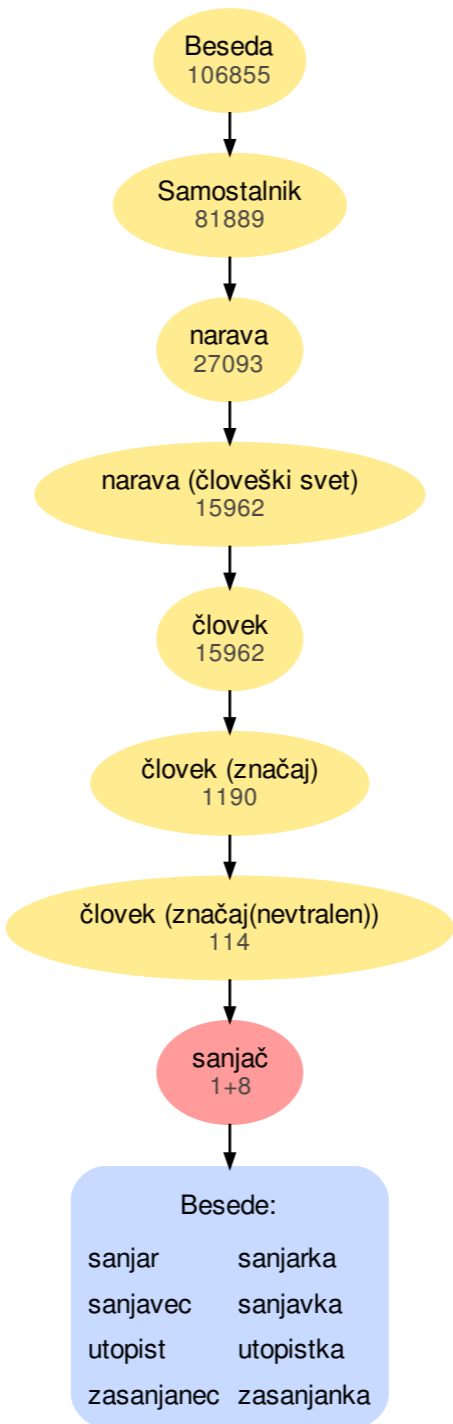 Beseda
106855
Samostalnik
81889
narava
27093
narava (človeški svet)
15962
človek
15962
človek (značaj)
1190
človek (značaj(nevtralen))
114
sanjač
1+8
Besede:
sanjar sanjarka
sanjavec sanjavka
utopist utopistka
zasanjanec zasanjanka